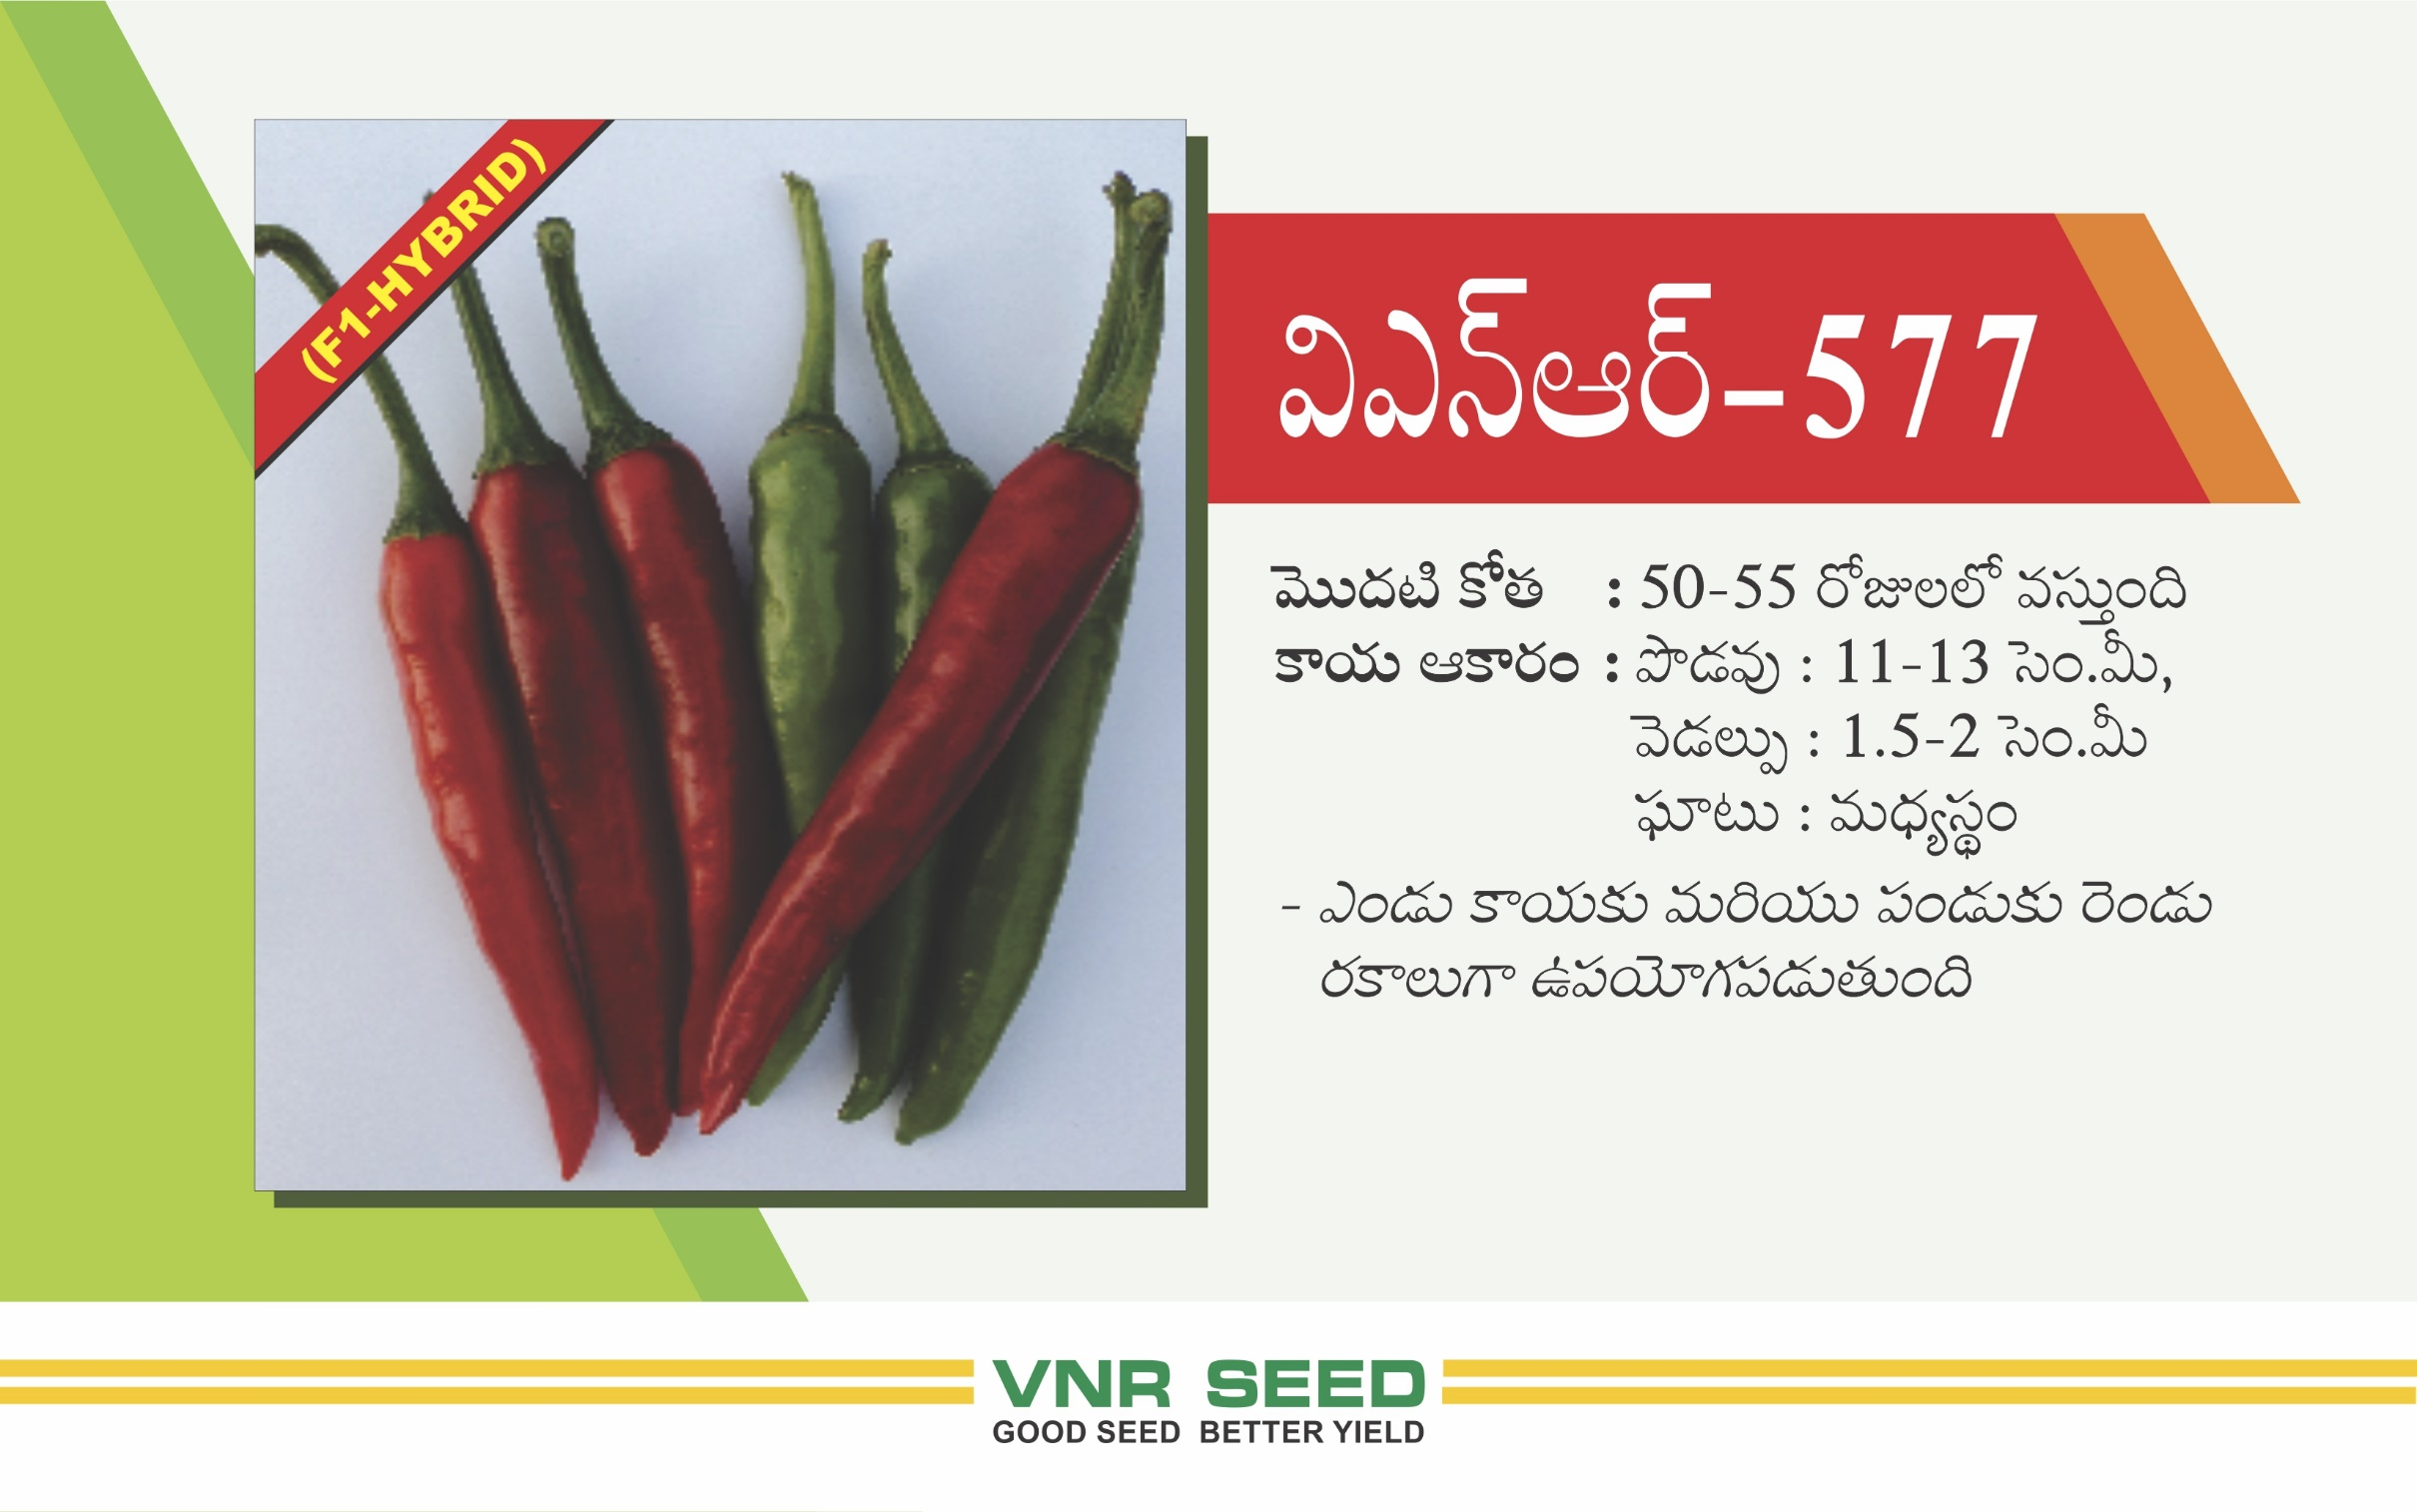 (F1-HYBRID)
విఎన్ఆర్-577
మొదటి కోత : 50-55 రోజులలో వస్తుంది
కాయ ఆకారం : పొడవు : 11-13 సెం.మీ,
వెడల్పు : 1.5-2 సెం.మీ
ఘాటు : మధ్యస్థం
- ఎండు కాయకు మరియు పండుకు రెండు
రకాలుగా ఉపయోగపడుతుంది
VNR SEED
GOOD SEED BETTER YIELD